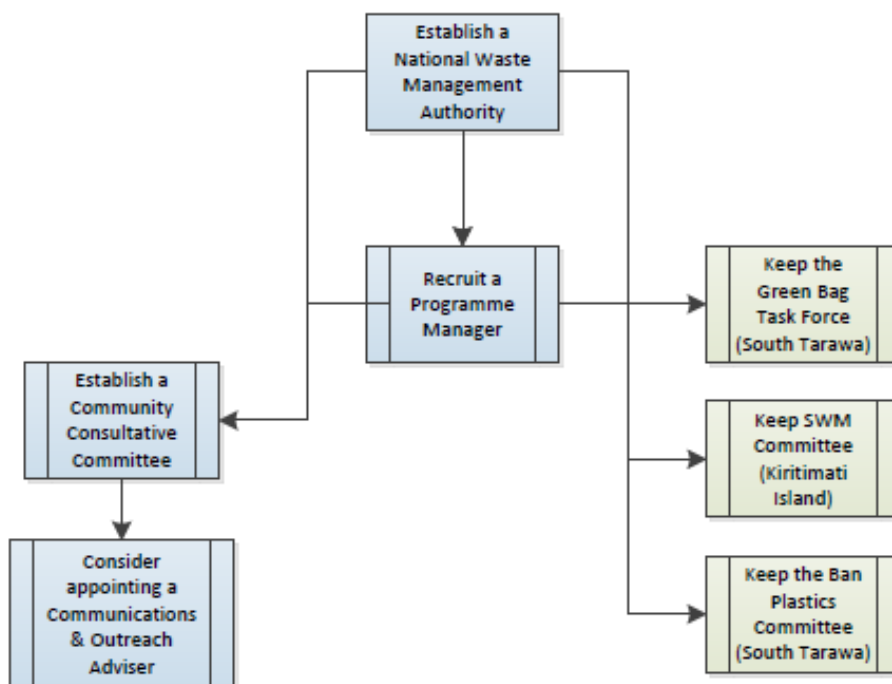 Establish a
National Waste
Management
Authority
Recruit a
Programme
Manager
Keep the
Green Bag
Task Force
(South Tarawa)
Establish a
Community
Consultative
Committee
Keep SWM
Committee
(Kiritimati
Island)
Consider
appointing a
Communications
& Outreach
Adviser
Keep the Ban
Plastics
Committee
(South Tarawa)